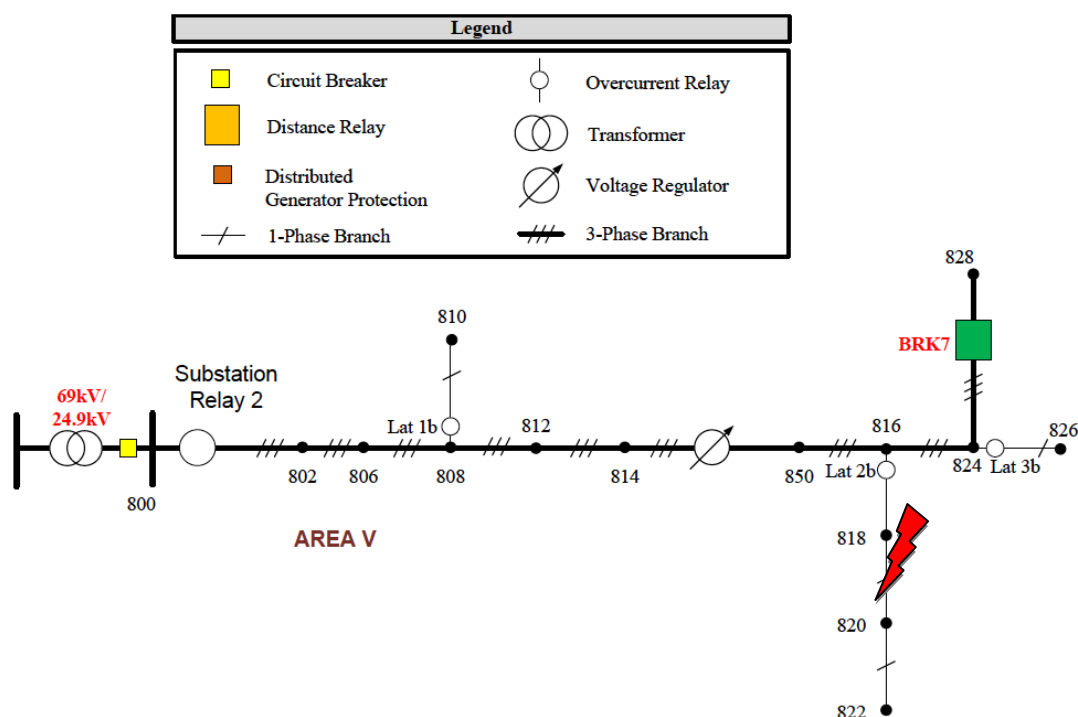 Legend
Circuit Breaker
Overcurrent Relay
Distance Relay
Transformer
Distributed
Generator Protection
Voltage Regulator
1-Phase Branch
3-Phase Branch
828
810
BRK7
Substation
Relay 2
69kV/
24.9kV
Lat 1b
812
816
826
800
802
806
808
814
850
Lat 2b
824
Lat 3b
AREA V
818
820
822